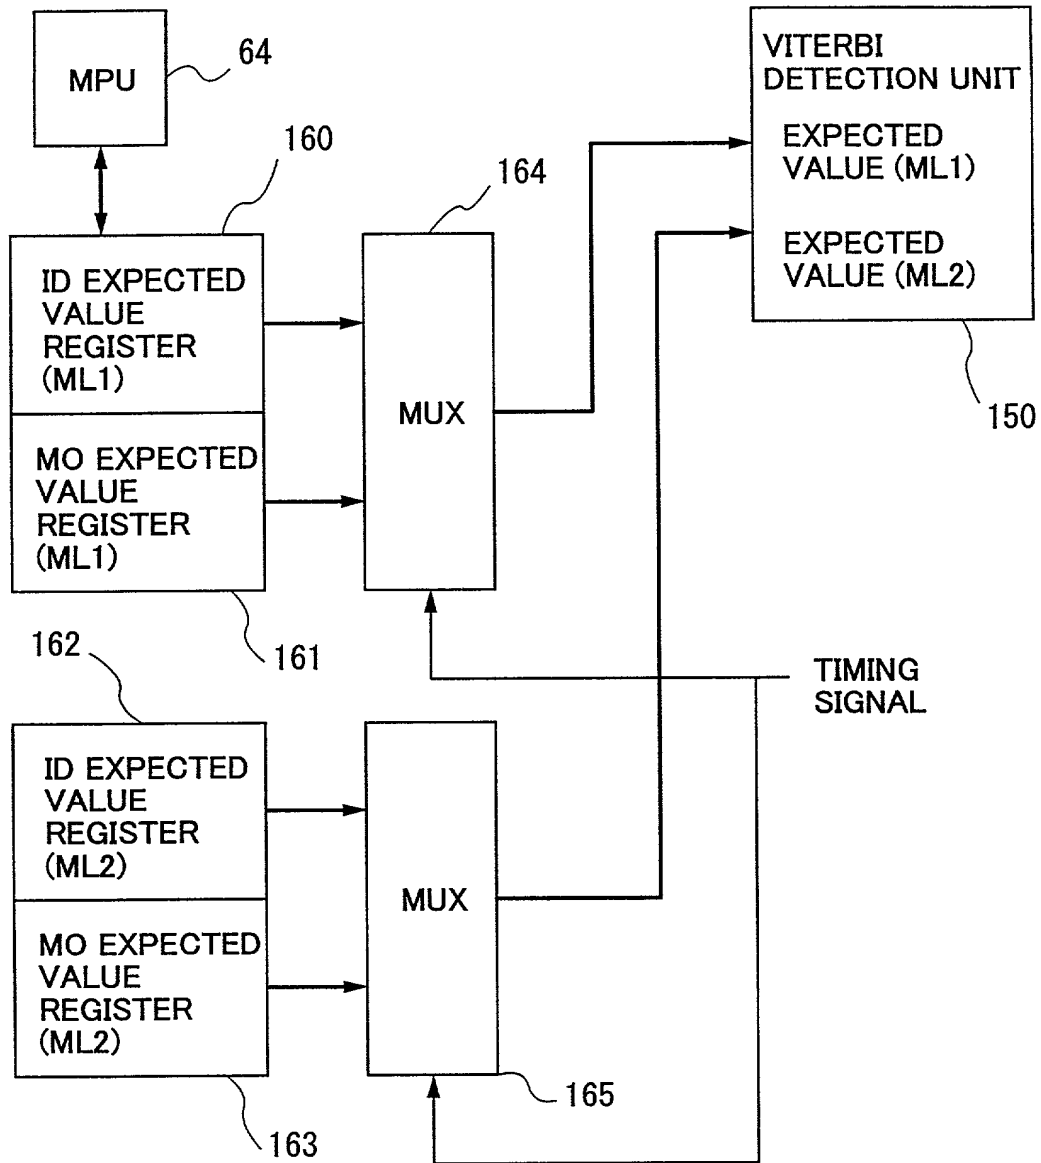 MPU
64
VITERBI
DETECTION UNIT
EXPECTED
VALUE (ML1)
EXPECTED
VALUE (ML2)
150
160
164
ID EXPECTED
VALUE
REGISTER
(ML1)
MUX
MO EXPECTED
VALUE
REGISTER
(ML1)
161
162
TIMING
SIGNAL
ID EXPECTED
VALUE
REGISTER
(ML2)
MUX
MO EXPECTED
VALUE
REGISTER
(ML2)
163
165